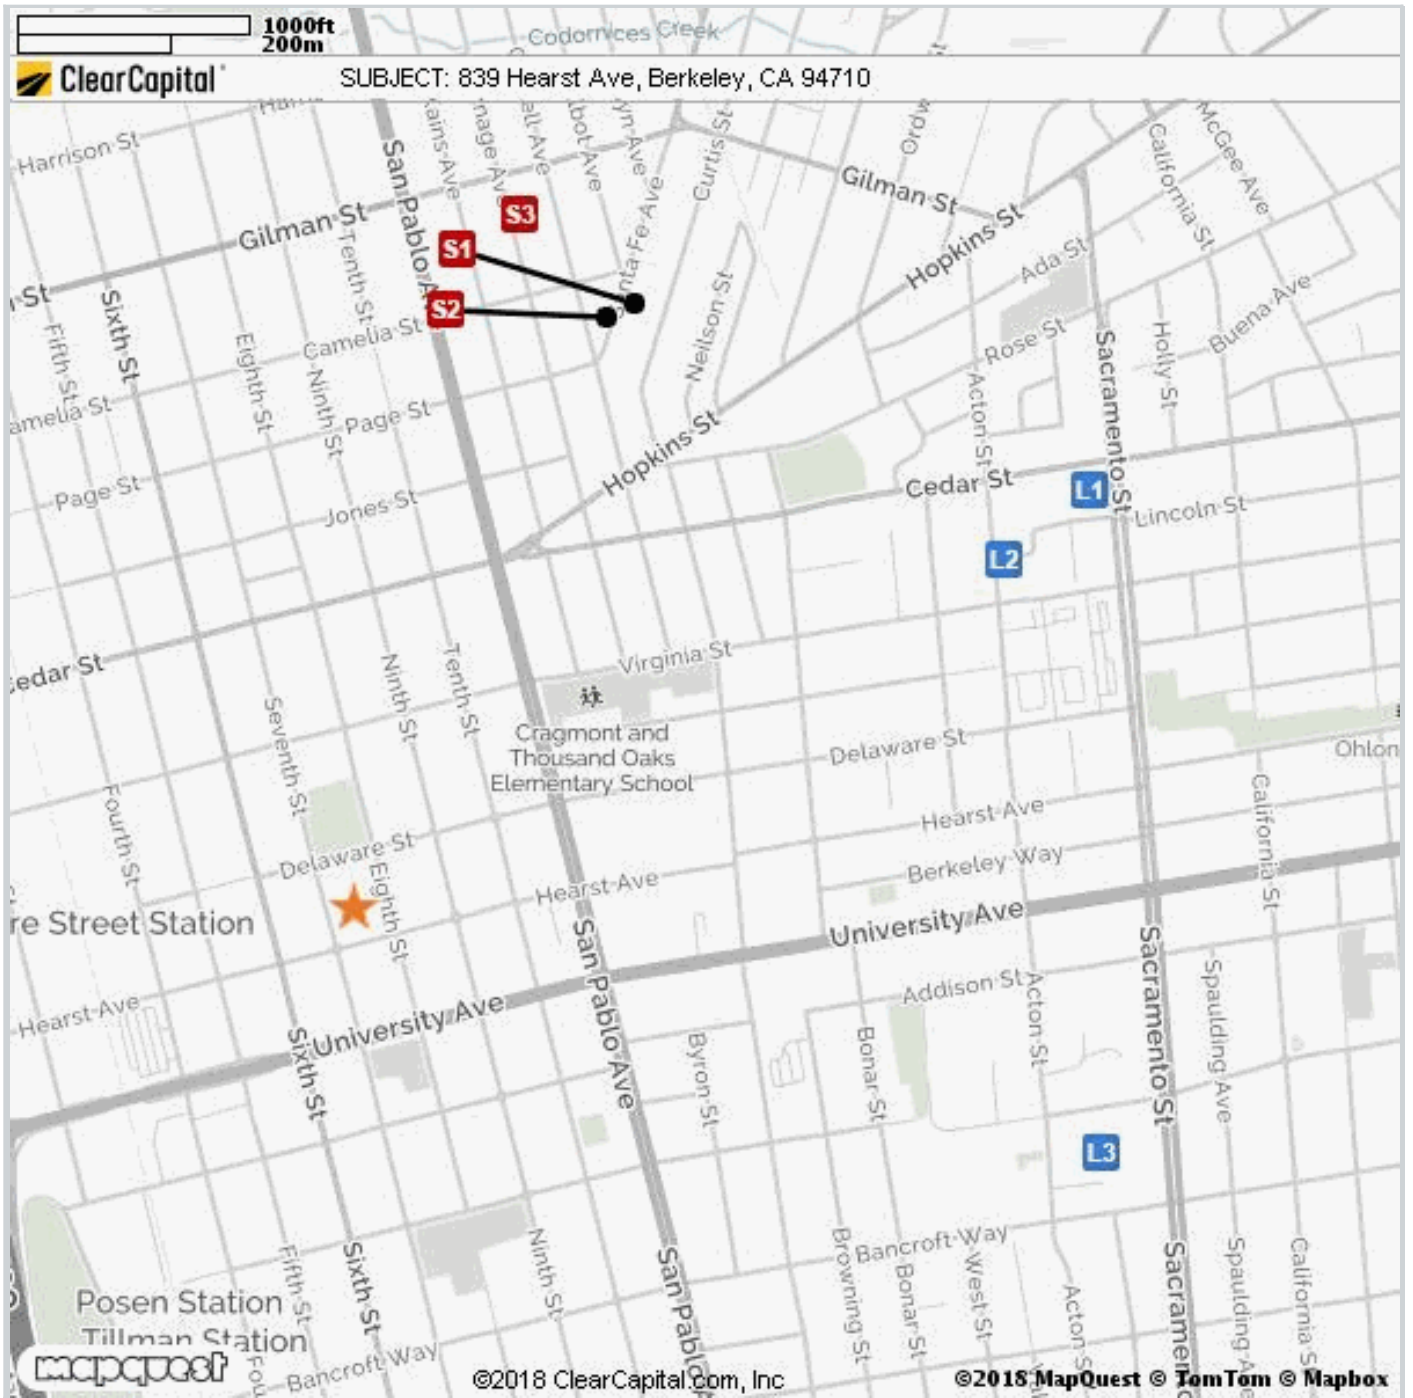 1000ft
200m
Codornices Creek
ClearCapital
SUBJECT: 839 Hearst Ave, Berkeley, CA 94710
Harrison St
San Pablo
Gilman St
Tenth St
S3
S1
S2
Curtis St
Neilson St
Gilman St
Hopkins St
Ada St
California St
McGee Ave
Buena Ave
Holly St
Rose St
Acton St
Sacramento St
Fifth St
Sixth St
Eighth St
Ninth St
Camelia St
Page St
Page St
Jones St
Hopkins St
Cedar St
L1
Lincoln St
L2
Virginia St
Ninth St
Tenth St
Seventh St
Cragmont and
Thousand Oaks
Elementary School
Delaware St
Fourth St
Delaware St
Eighth St
Hearst Ave
Hearst Ave
Berkeley Way
California St
Street Station
University Ave
San Pablo Ave
Addison St
Acton St
Spaulding Ave
Sacramento St
Hearst Ave
University Ave
Sixth St
Byron St
Bonar St
L3
Bancroft Way
Browning St
Bonar St
West St
Spaulding
California S
Fifth St
Sixth St
Ninth St
San Pablo
Posen Station
Tillman Station
Bancroft Way
mapquest
©2018 ClearCapital.com, Inc
©2018 MapQuest © TomTom © Mapbox